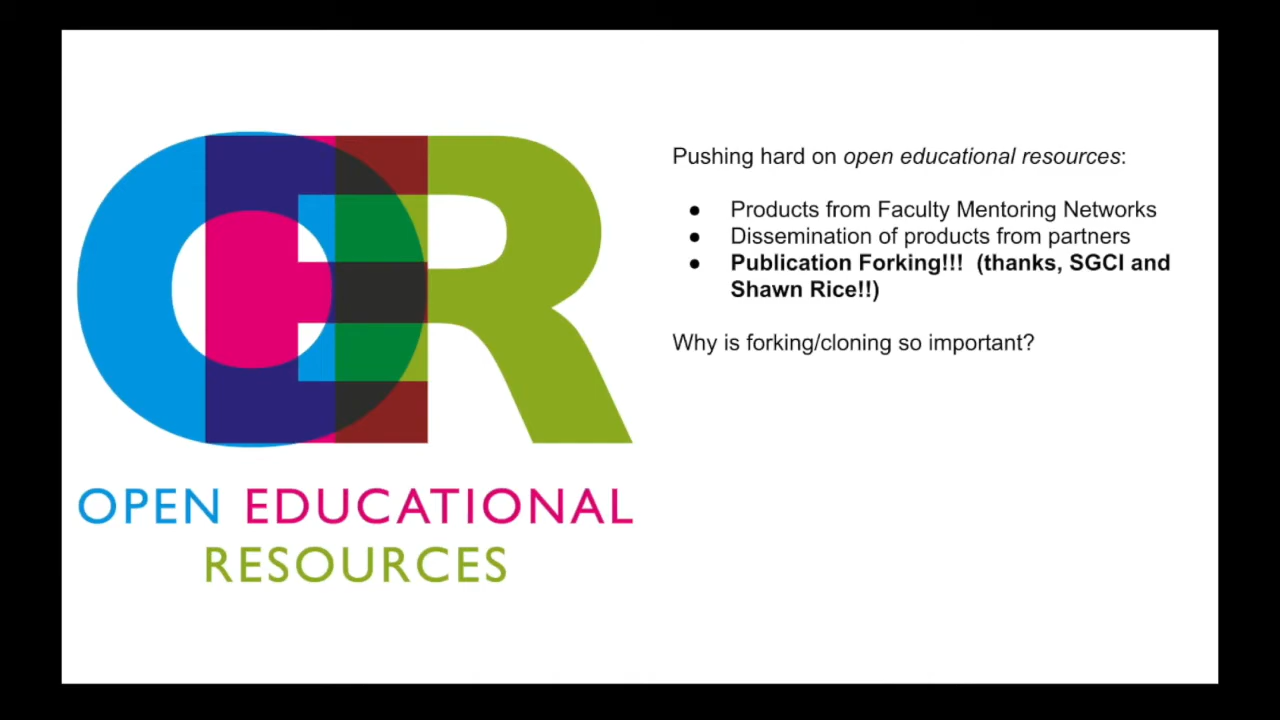 OER
OPEN EDUCATIONAL
RESOURCES
Pushing hard on open educational resources:
● Products from Faculty Mentoring Networks
● Dissemination of products from partners
● Publication Forking!!! (thanks, SGCI and
Shawn Rice!!)
Why is forking/cloning so important?